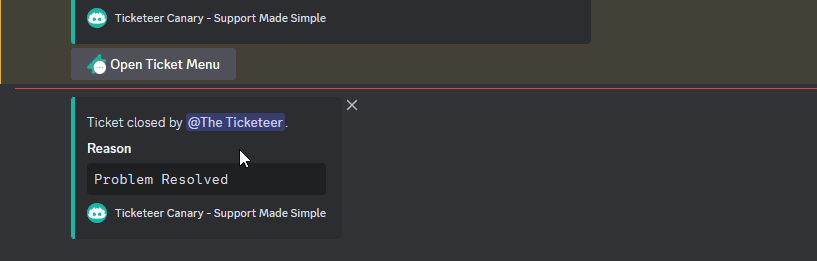 Ticketeer Canary - Support Made Simple
Open Ticket Menu
Ticket closed by @The Ticketeer.
Reason
Problem Resolved
Ticketeer Canary - Support Made Simple